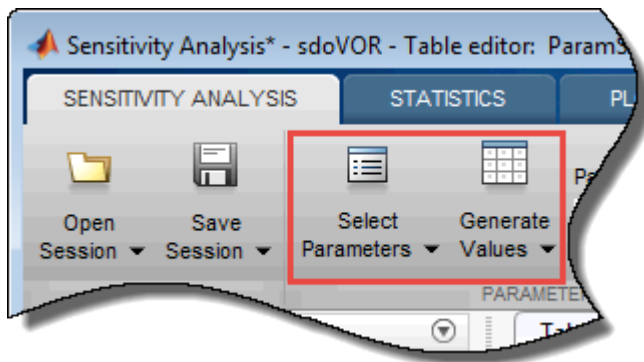 Sensitivity Analysis* - sdoVOR - Table editor:
SENSITIVITY ANALYSIS STATISTICS
Open Session Save Session Select Parameters Generate Values